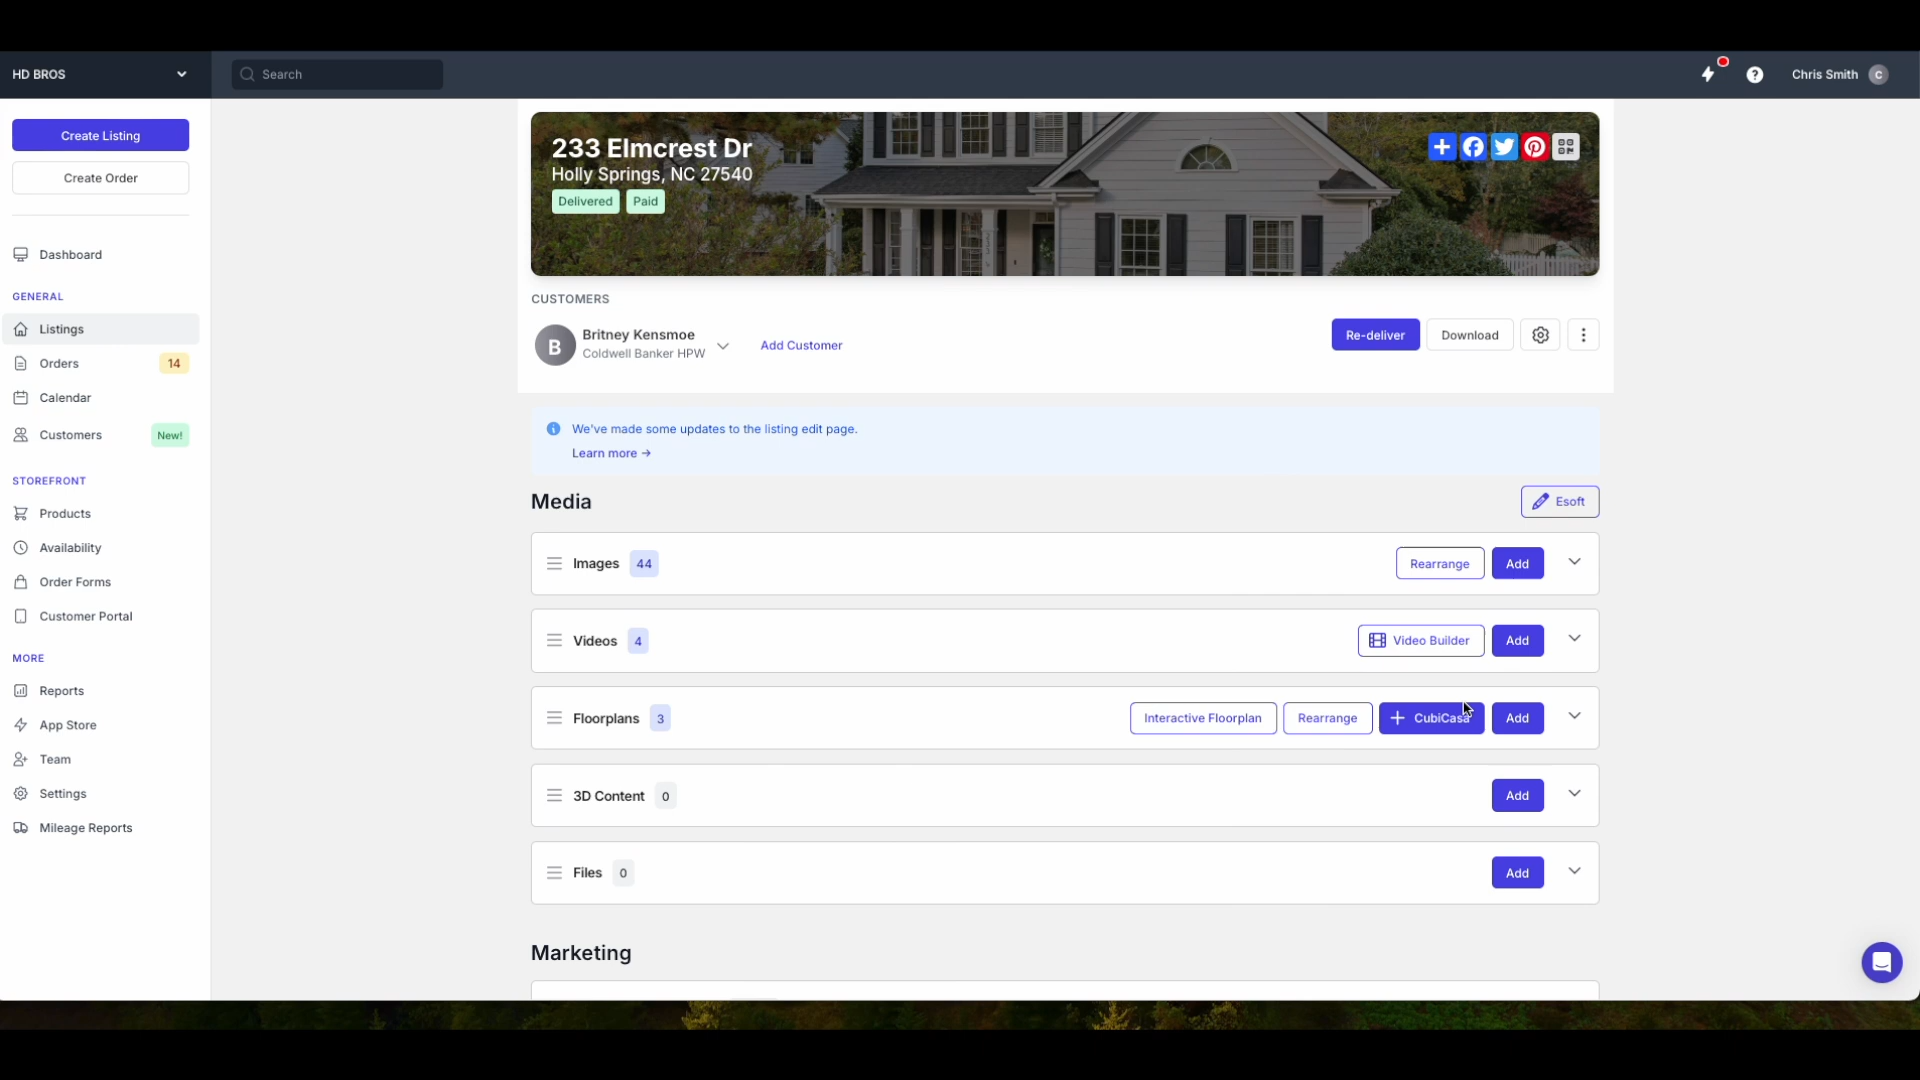 HD BROS
Search
Chris Smith C
Create Listing
Create Order
Dashboard
GENERAL
Listings
Orders 14
Calendar
Customers New!
STOREFRONT
Products
Availability
Order Forms
Customer Portal
MORE
Reports
App Store
Team
Settings
Mileage Reports
233 Elmcrest Dr
Holly Springs, NC 27540
Delivered Paid
CUSTOMERS
B
Britney Kensmoe
Coldwell Banker HPW
Add Customer
Re-deliver Download
We've made some updates to the listing edit page.
Learn more →
Media
Esoft
Images 44 Rearrange Add
Videos 4 Video Builder Add
Floorplans 3 Interactive Floorplan Rearrange CubiCasa Add
3D Content 0 Add
Files 0 Add
Marketing